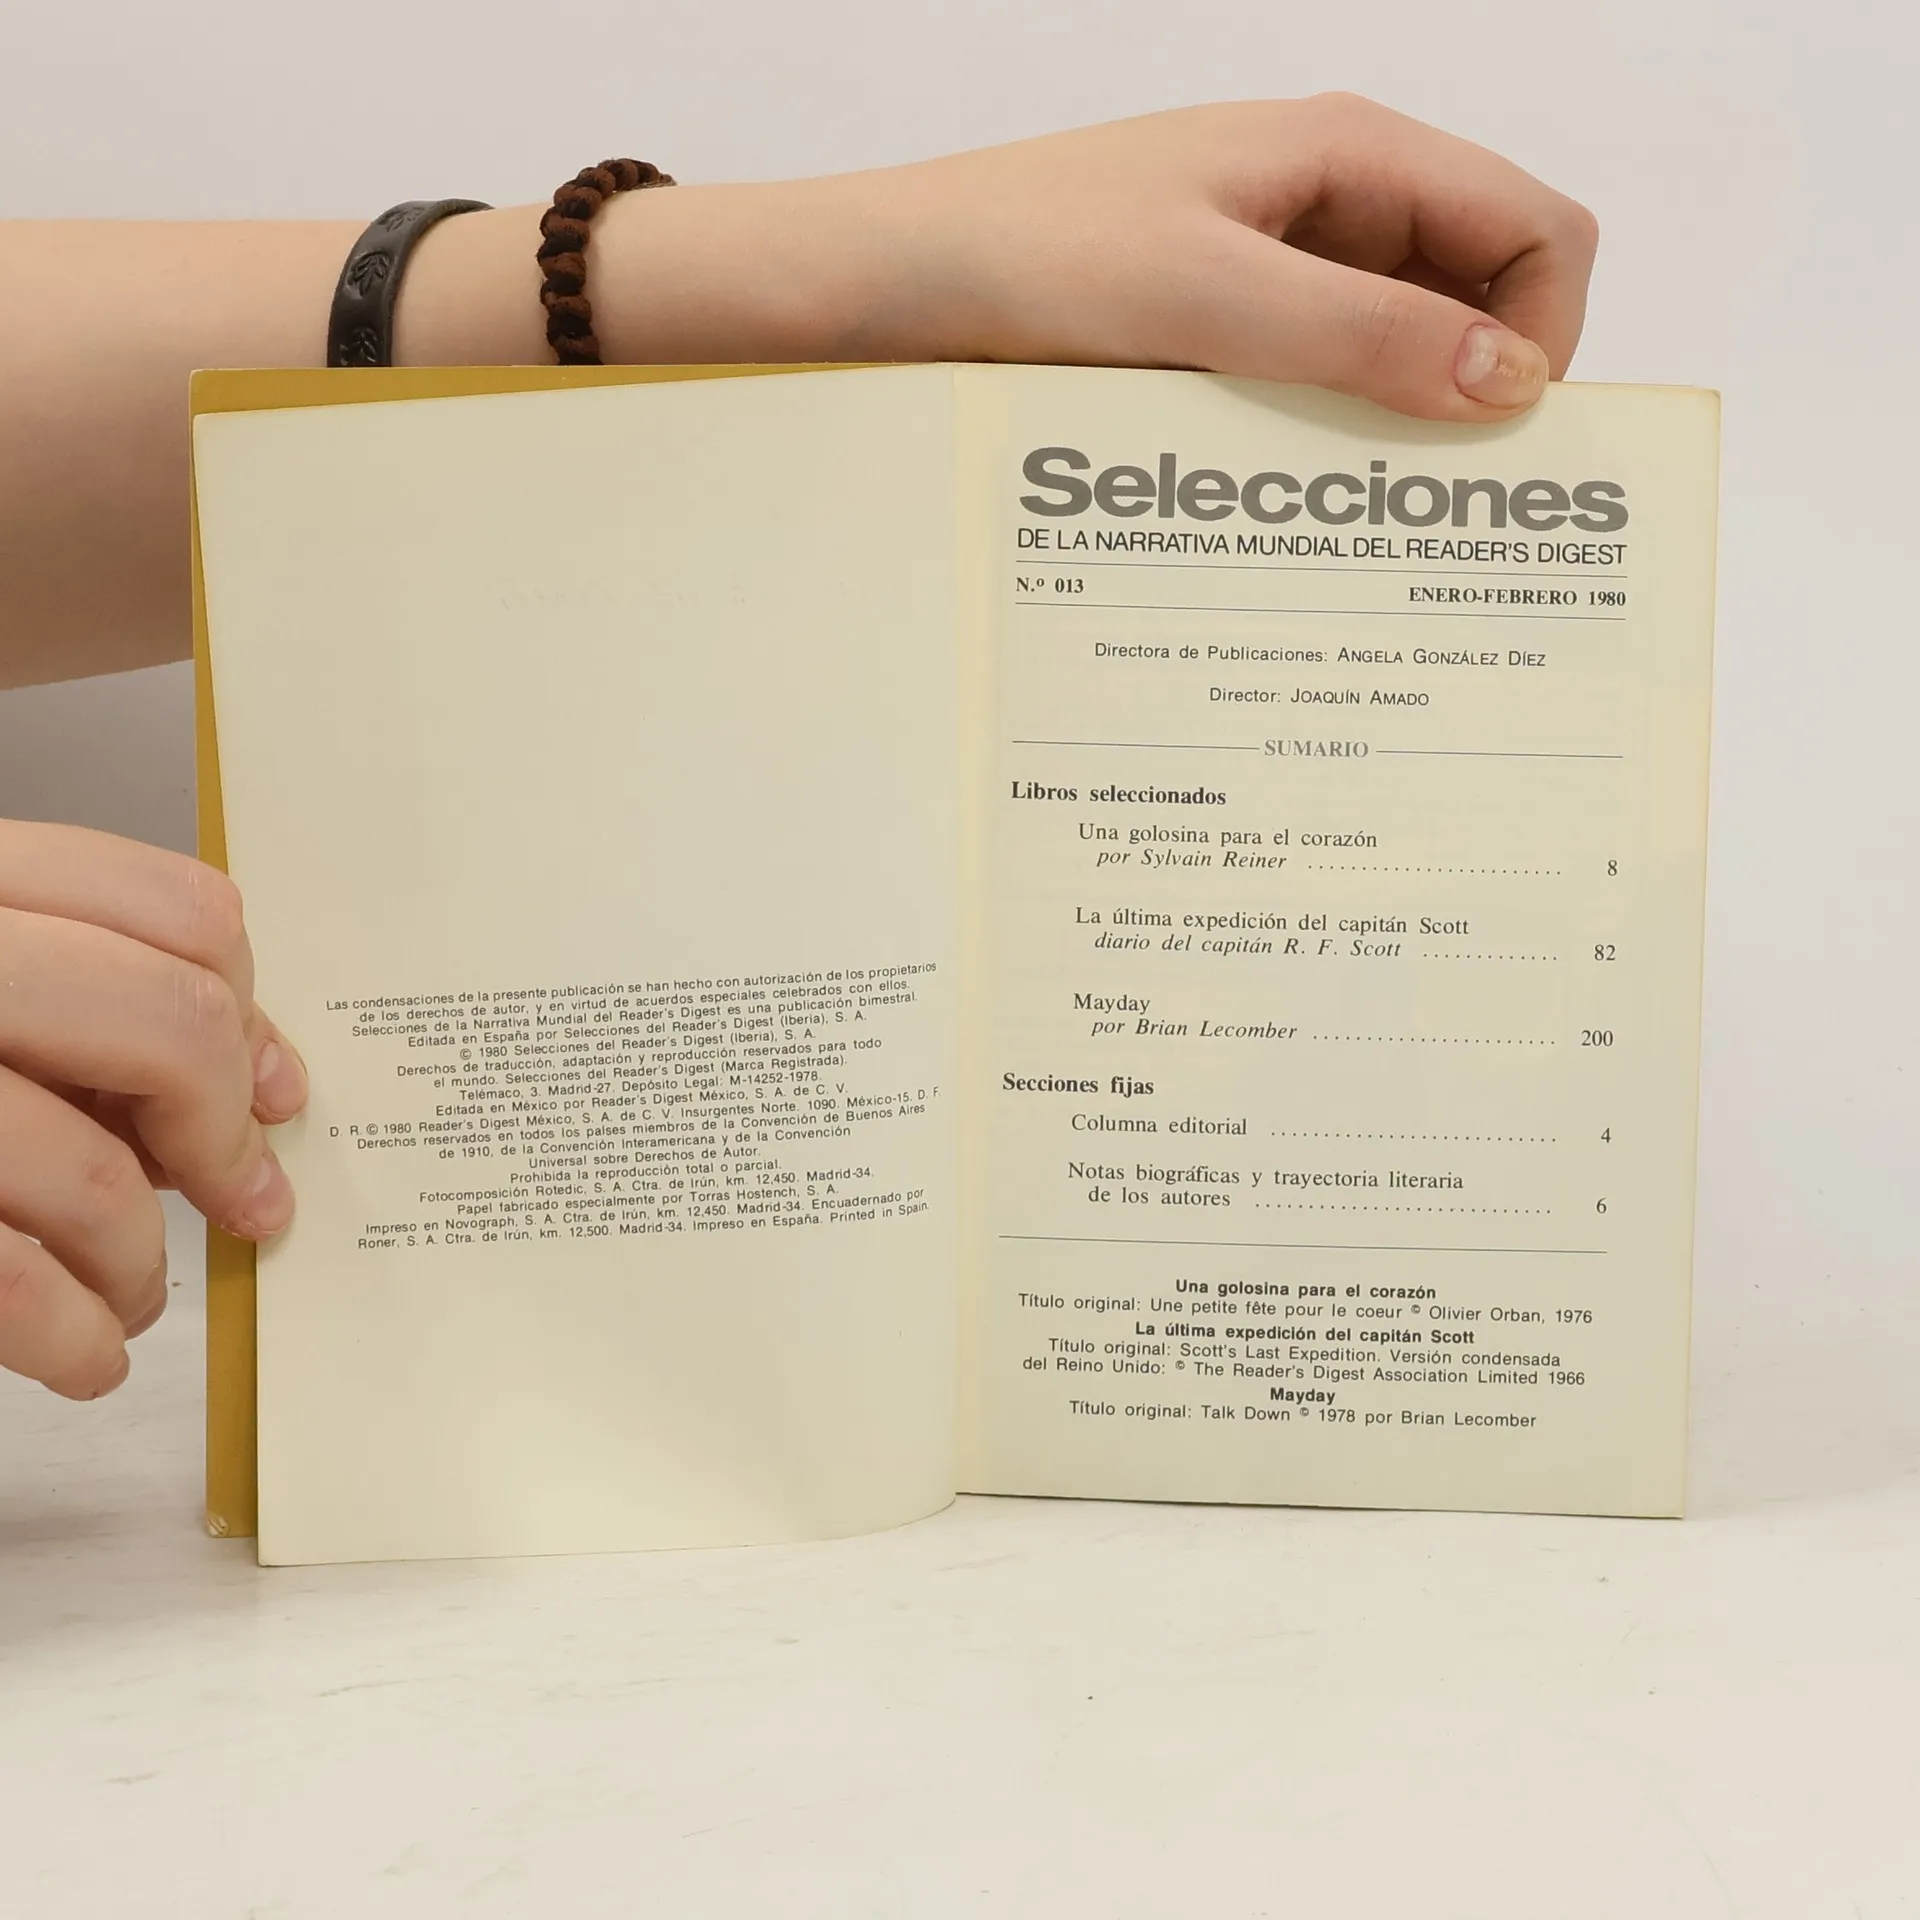 Las condensaciones de la presente publicación se han hecho con autorización de los propietarios
de los derechos de autor, y en virtud de acuerdos especiales celebrados con ellos.
Selecciones de la Narrativa Mundial del Reader's Digest es una publicación bimestral.
Editada en España por Selecciones del Reader's Digest (Iberia), S. A.
© 1980 Selecciones del Reader's Digest (Iberia), S. A.
Derechos de traducción, adaptación y reproducción reservados para todo
el mundo. Selecciones del Reader's Digest (Marca Registrada).
Telémaco, 3. Madrid-27. Depósito Legal: M-14252-1978.
Editada en México por Reader's Digest México, S. A. de C. V.
D. R. © 1980 Reader's Digest México, S. A. de C. V. Insurgentes Norte. 1090. México-15. D. F.
Derechos reservados en todos los países miembros de la Convención de Buenos Aires
de 1910, de la Convención Interamericana y de la Convención
Universal sobre Derechos de Autor.
Prohibida la reproducción total o parcial.
Fotocomposición Rotedic, S. A. Ctra. de Irún, km. 12,450. Madrid-34.
Papel fabricado especialmente por Torras Hostench, S. A.
Impreso en Novograph, S. A. Ctra. de Irún, km. 12,450. Madrid-34. Encuadernado por
Roner, S. A. Ctra. de Irún, km. 12,500. Madrid-34. Impreso en España. Printed in Spain.
Selecciones
DE LA NARRATIVA MUNDIAL DEL READER'S DIGEST
N.º 013 ENERO-FEBRERO 1980
Directora de Publicaciones: ANGELA GONZÁLEZ DÍEZ
Director: JOAQUÍN AMADO
SUMARIO
Libros seleccionados
Una golosina para el corazón
por Sylvain Reiner ........................ 8
La última expedición del capitán Scott
diario del capitán R. F. Scott ............. 82
Mayday
por Brian Lecomber ....................... 200
Secciones fijas
Columna editorial ........................... 4
Notas biográficas y trayectoria literaria
de los autores ............................ 6
Una golosina para el corazón
Título original: Une petite fête pour le coeur © Olivier Orban, 1976
La última expedición del capitán Scott
Título original: Scott's Last Expedition. Versión condensada
del Reino Unido: © The Reader's Digest Association Limited 1966
Mayday
Título original: Talk Down © 1978 por Brian Lecomber